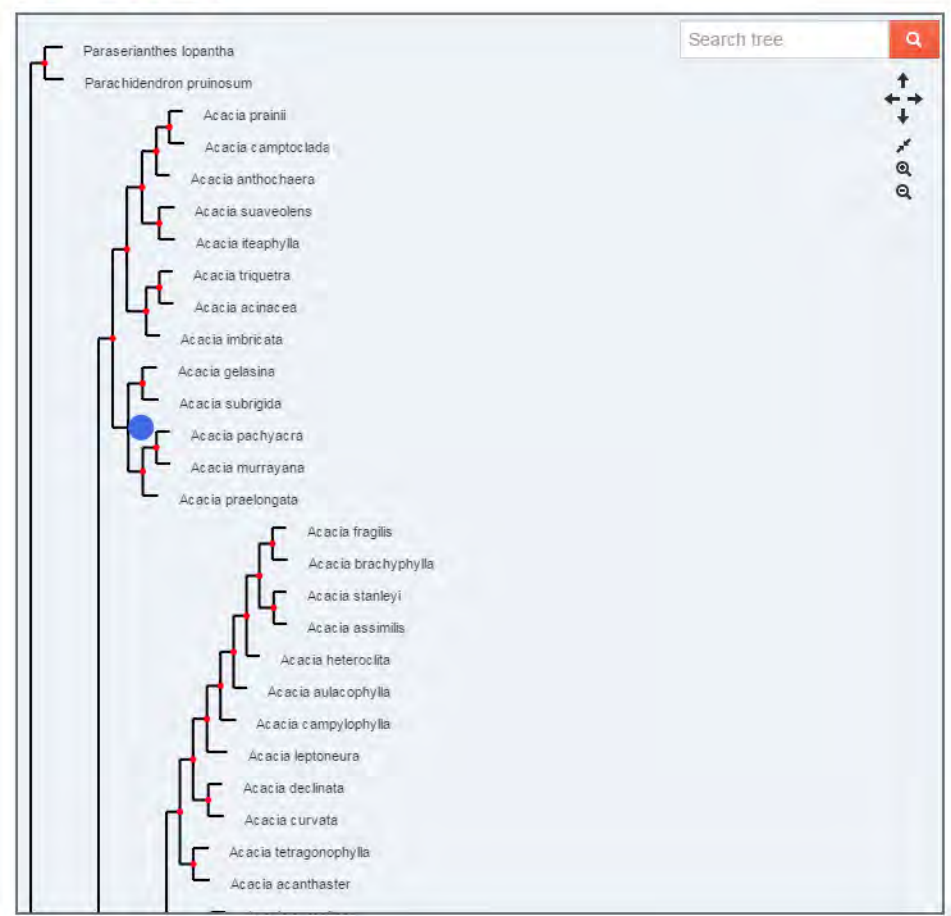 Search tree
Paraserianthes lopantha
Parachidendron pruinosum
Acacia prainii
Acacia camptoclada
Acacia anthochaera
Acacia suaveolens
Acacia iteaphylla
Acacia triquetra
Acacia acinacea
Acacia imbricata
Acacia gelasina
Acacia subrigida
Acacia pachyacra
Acacia murrayana
Acacia praelongata
Acacia fragilis
Acacia brachyphylla
Acacia stanleyi
Acacia assimilis
Acacia heteroclita
Acacia aulacophylla
Acacia campylophylla
Acacia leptoneura
Acacia declinata
Acacia curvata
Acacia tetragonophylla
Acacia acanthaster